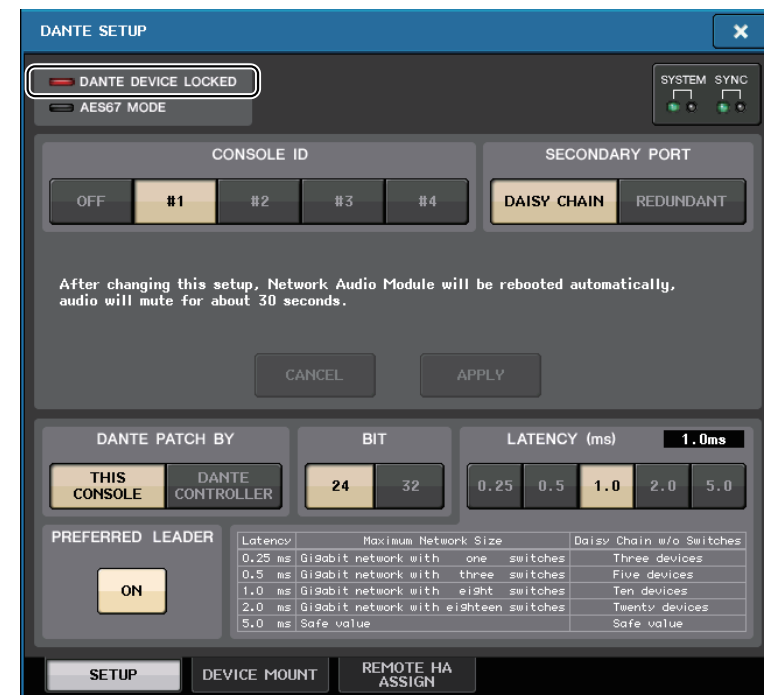 DANTE SETUP
DANTE DEVICE LOCKED
AES67 MODE
SYSTEM SYNC
CONSOLE ID
OFF #1 #2 #3 #4
SECONDARY PORT
DAISY CHAIN REDUNDANT
After changing this setup, Network Audio Module will be rebooted automatically,
audio will mute for about 30 seconds.
CANCEL APPLY
DANTE PATCH BY
THIS
CONSOLE
DANTE
CONTROLLER
BIT
24 32
LATENCY (ms) 1.0ms
0.25 0.5 1.0 2.0 5.0
PREFERRED LEADER
ON
Latency Maximum Network Size Daisy Chain w/o Switches
0.25 ms Gigabit network with one switches Three devices
0.5 ms Gigabit network with three switches Five devices
1.0 ms Gigabit network with eight switches Ten devices
2.0 ms Gigabit network with eighteen switches Twenty devices
5.0 ms Safe value Safe value
SETUP
DEVICE MOUNT
REMOTE HA
ASSIGN